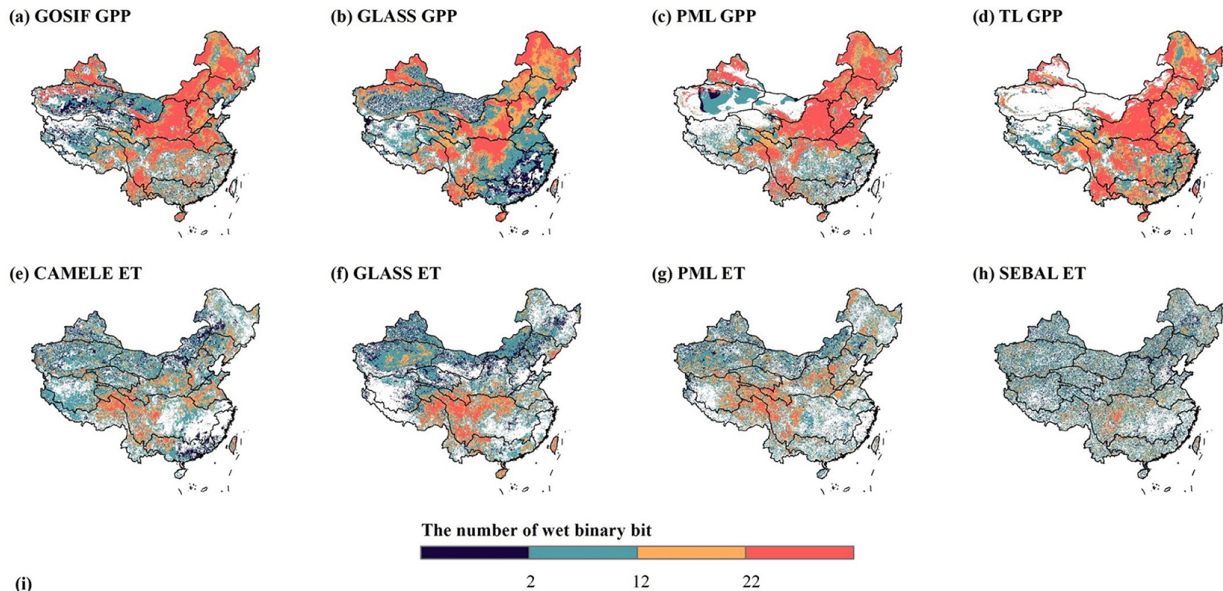 (a) GOSIF GPP
(b) GLASS GPP
(c) PML GPP
(d) TL GPP
(e) CAMELE ET
(f) GLASS ET
(g) PML ET
(h) SEBAL ET
The number of wet binary bit
2 12 22
(i)